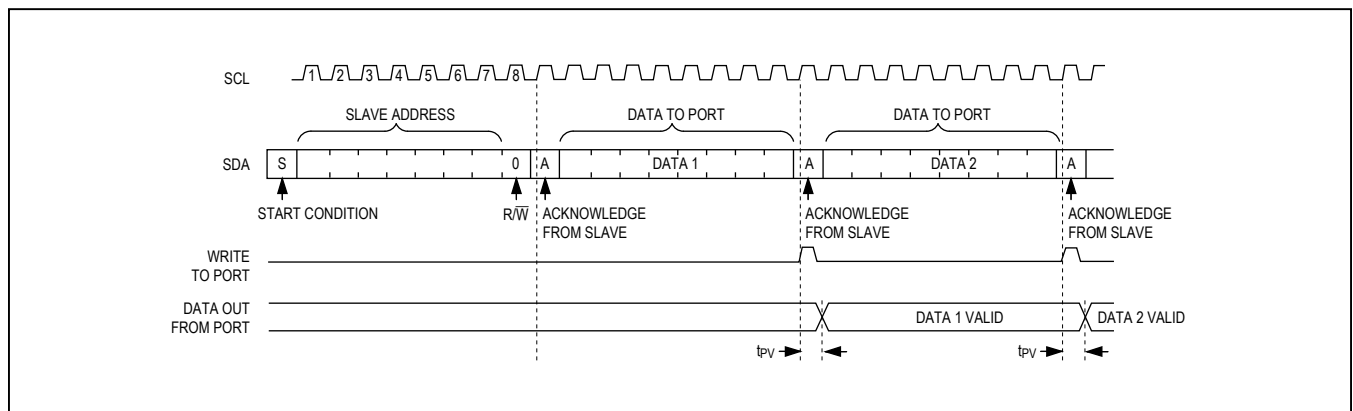 SCL
1 2 3 4 5 6 7 8
SLAVE ADDRESS DATA TO PORT DATA TO PORT
SDA S 0 A DATA 1 A DATA 2 A
START CONDITION R/W̅ ACKNOWLEDGE FROM SLAVE ACKNOWLEDGE FROM SLAVE ACKNOWLEDGE FROM SLAVE
WRITE
TO PORT
DATA OUT
FROM PORT
DATA 1 VALID DATA 2 VALID
tPV tPV